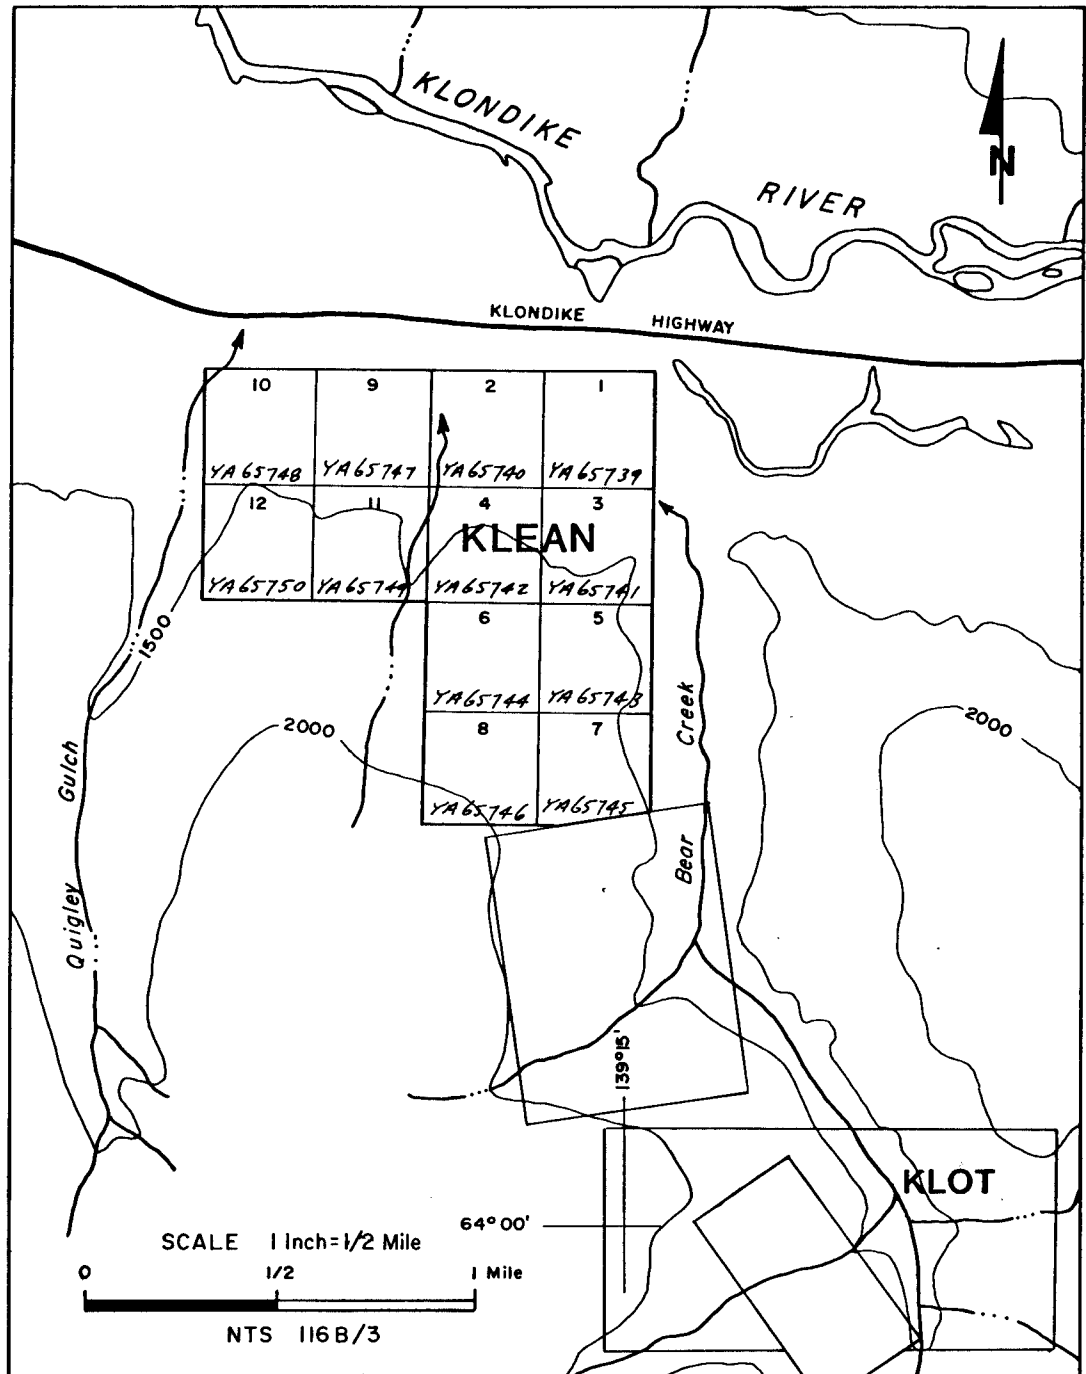 KLONDIKE
RIVER
N
KLONDIKE HIGHWAY
10 9 2 1
YA65748 YA65747 YA65740 YA65739
12 11 4 3
KLEAN
YA65750 YA65742 YA65741
6 5
1500
YA65744 YA65743
Creek
2000
2000
8 7
Gulch
YA65746 YA65745
Bear
Quigley
139°15'
KLOT
64°00'
SCALE 1 Inch=1/2 Mile
0 1/2 1 Mile
NTS 116B/3